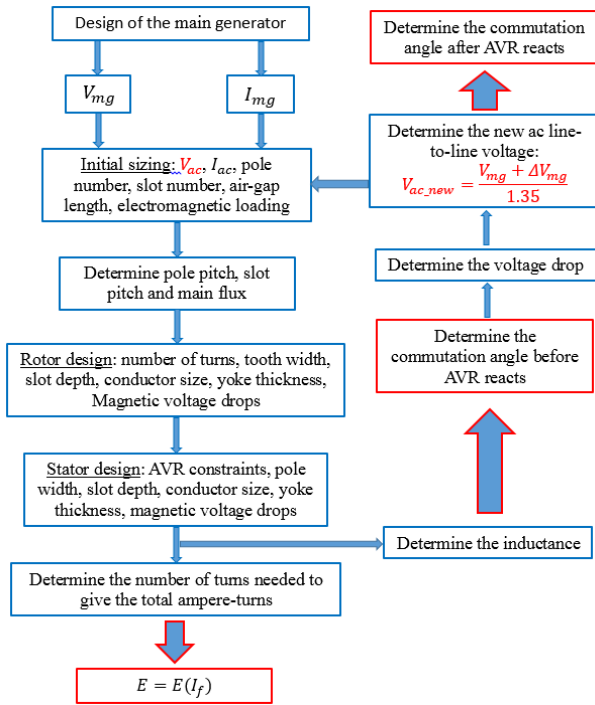 Design of the main generator
V_mg
I_mg
Initial sizing: V_ac, I_ac, pole
number, slot number, air-gap
length, electromagnetic loading
Determine pole pitch, slot
pitch and main flux
Rotor design: number of turns, tooth width,
slot depth, conductor size, yoke thickness,
Magnetic voltage drops
Stator design: AVR constraints, pole
width, slot depth, conductor size, yoke
thickness, magnetic voltage drops
Determine the number of turns needed to
give the total ampere-turns
E = E(I_f)
Determine the commutation
angle after AVR reacts
Determine the new ac line-
to-line voltage:
V_ac_new = (V_mg + ΔV_mg) / 1.35
Determine the voltage drop
Determine the
commutation angle before
AVR reacts
Determine the inductance